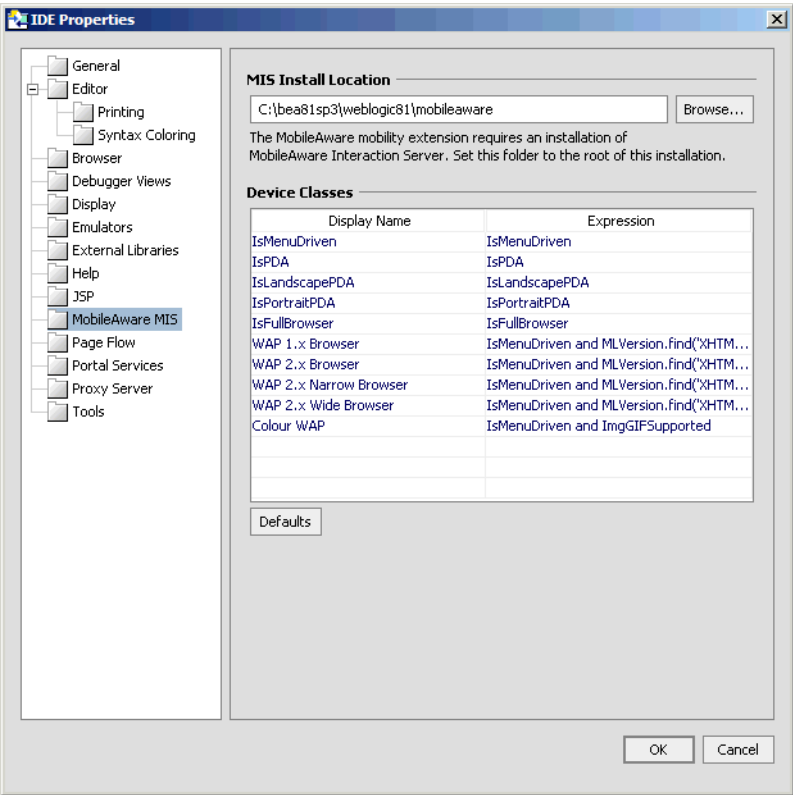 IDE Properties
General
Editor
Printing
Syntax Coloring
Browser
Debugger Views
Display
Emulators
External Libraries
Help
JSP
MobileAware MIS
Page Flow
Portal Services
Proxy Server
Tools
MIS Install Location
C:\bea81sp3\weblogic81\mobileaware Browse...
The MobileAware mobility extension requires an installation of
MobileAware Interaction Server. Set this folder to the root of this installation.
Device Classes
Display Name Expression
IsMenuDriven IsMenuDriven
IsPDA IsPDA
IsLandscapePDA IsLandscapePDA
IsPortraitPDA IsPortraitPDA
IsFullBrowser IsFullBrowser
WAP 1.x Browser IsMenuDriven and MLVersion.find('XHTM...
WAP 2.x Browser IsMenuDriven and MLVersion.find('XHTM...
WAP 2.x Narrow Browser IsMenuDriven and MLVersion.find('XHTM...
WAP 2.x Wide Browser IsMenuDriven and MLVersion.find('XHTM...
Colour WAP IsMenuDriven and ImgGIFSupported
Defaults
OK Cancel